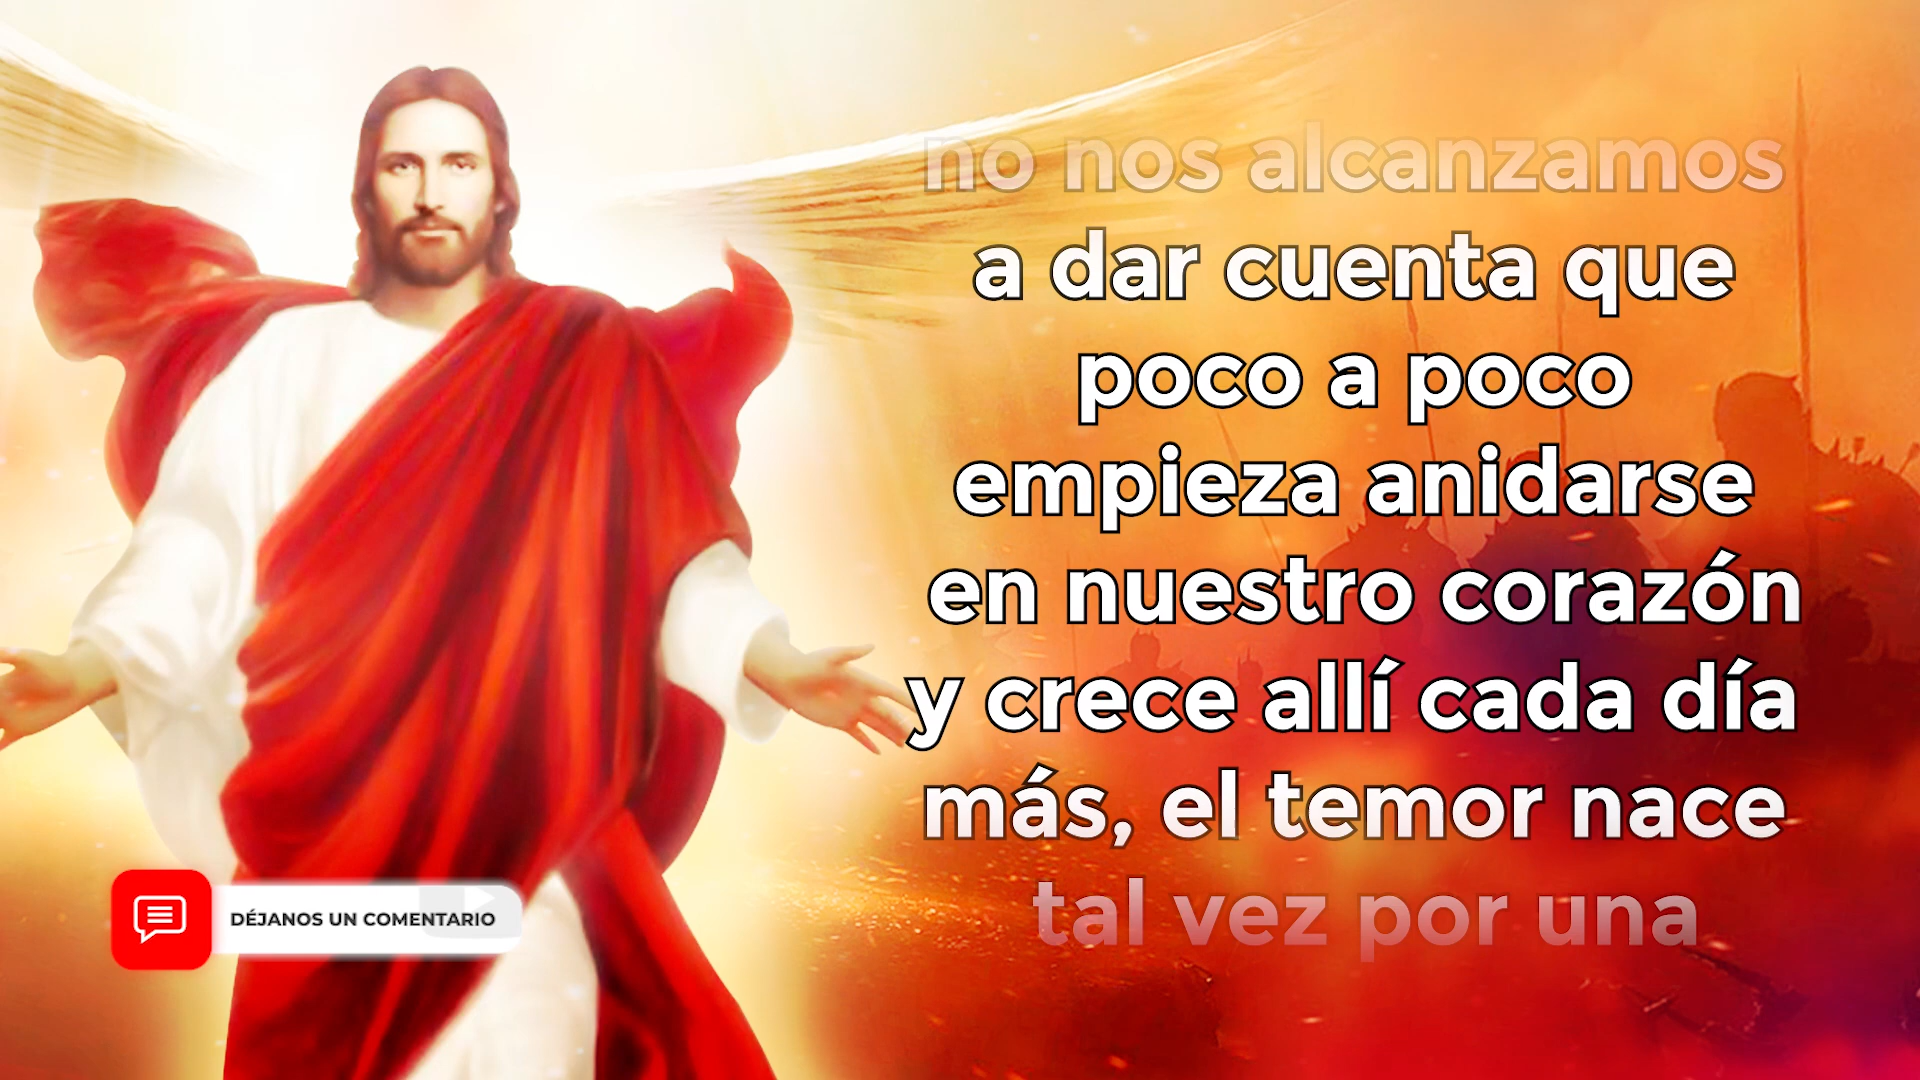 no nos alcanzamos
a dar cuenta que
poco a poco
empieza anidarse
en nuestro corazón
y crece allí cada día
más, el temor nace
tal vez por una
DÉJANOS UN COMENTARIO